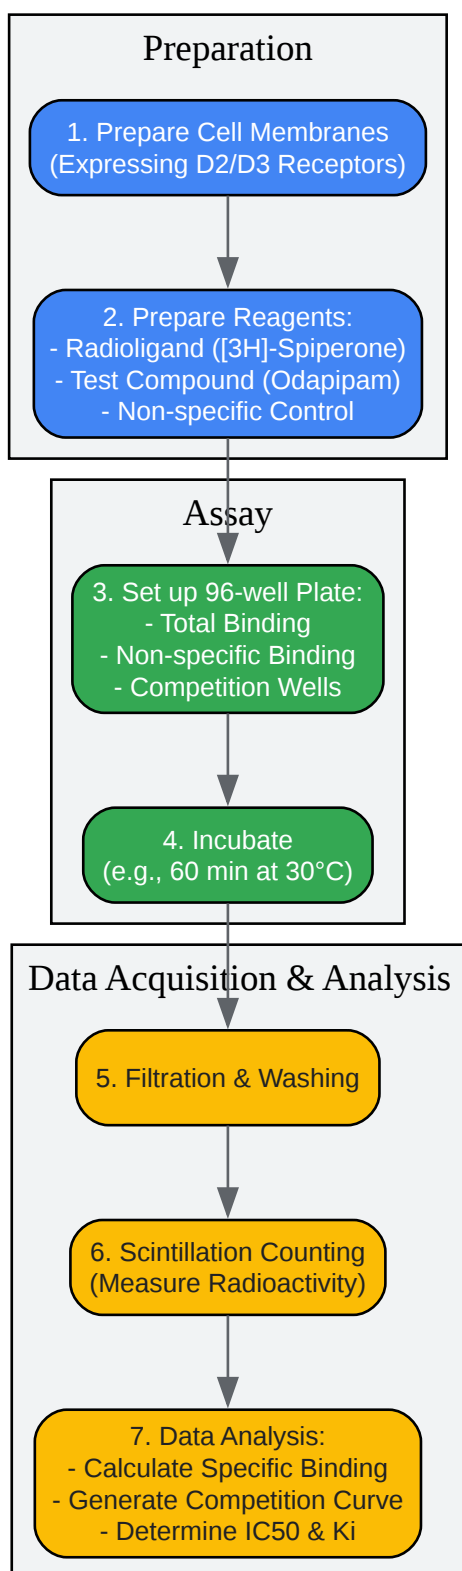 Preparation
1. Prepare Cell Membranes
(Expressing D2/D3 Receptors)
2. Prepare Reagents:
- Radioligand ([3H]-Spiperone)
- Test Compound (Odapipam)
- Non-specific Control
Assay
3. Set up 96-well Plate:
- Total Binding
- Non-specific Binding
- Competition Wells
4. Incubate
(e.g., 60 min at 30°C)
Data Acquisition & Analysis
5. Filtration & Washing
6. Scintillation Counting
(Measure Radioactivity)
7. Data Analysis:
- Calculate Specific Binding
- Generate Competition Curve
- Determine IC50 & Ki